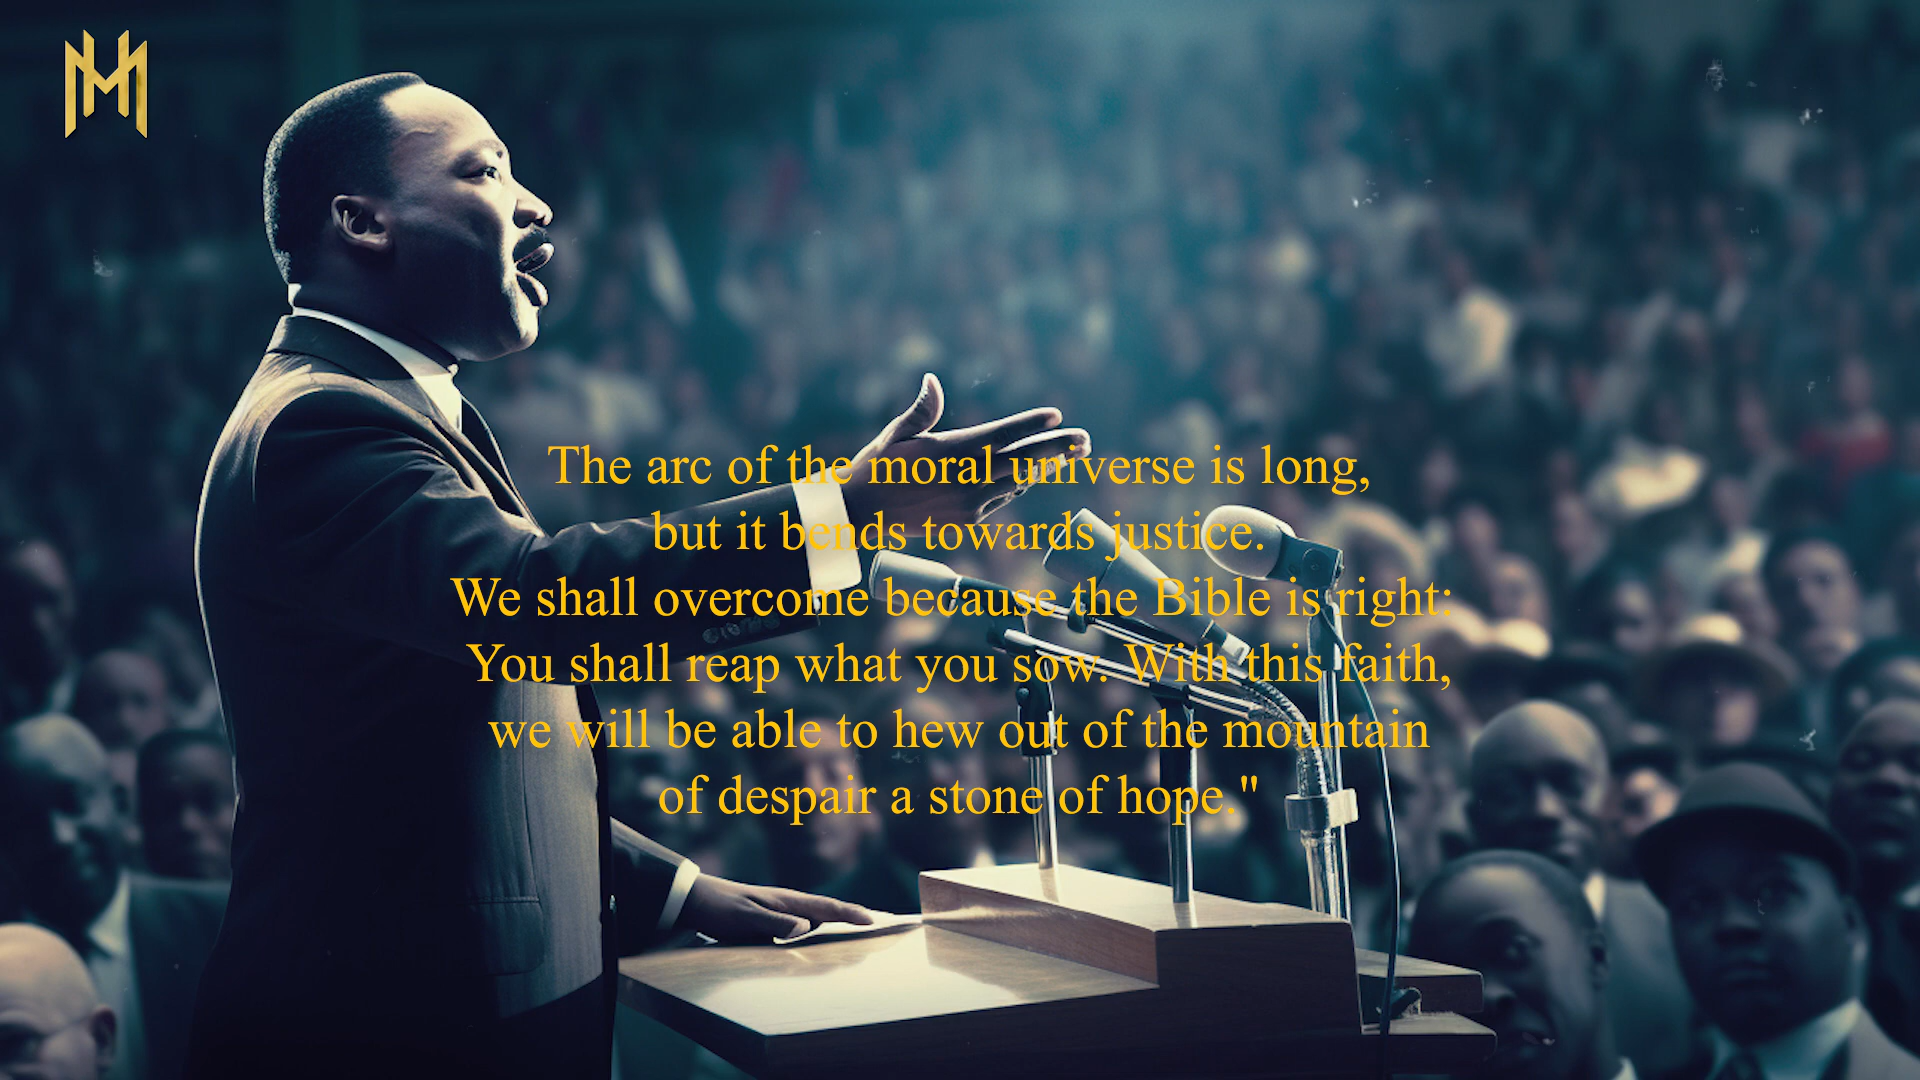 The arc of the moral universe is long,
but it bends towards justice.
We shall overcome because the Bible is right:
You shall reap what you sow. With this faith,
we will be able to hew out of the mountain
of despair a stone of hope."